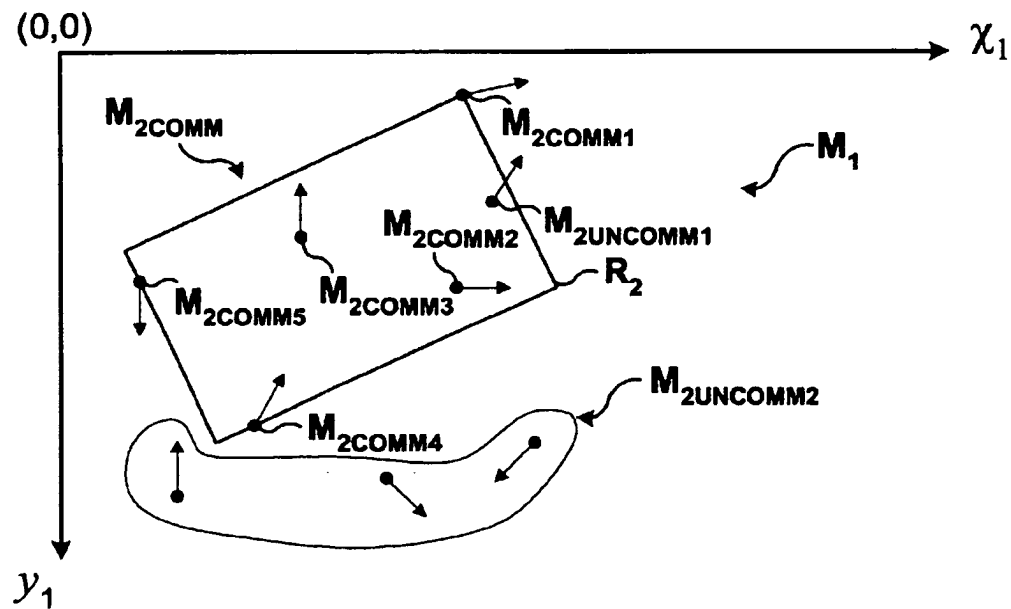 (0,0)
χ₁
M₂COMM
M₂COMM1
M₁
M₂COMM2
M₂UNCOMM1
R₂
M₂COMM5
M₂COMM3
M₂UNCOMM2
M₂COMM4
y₁